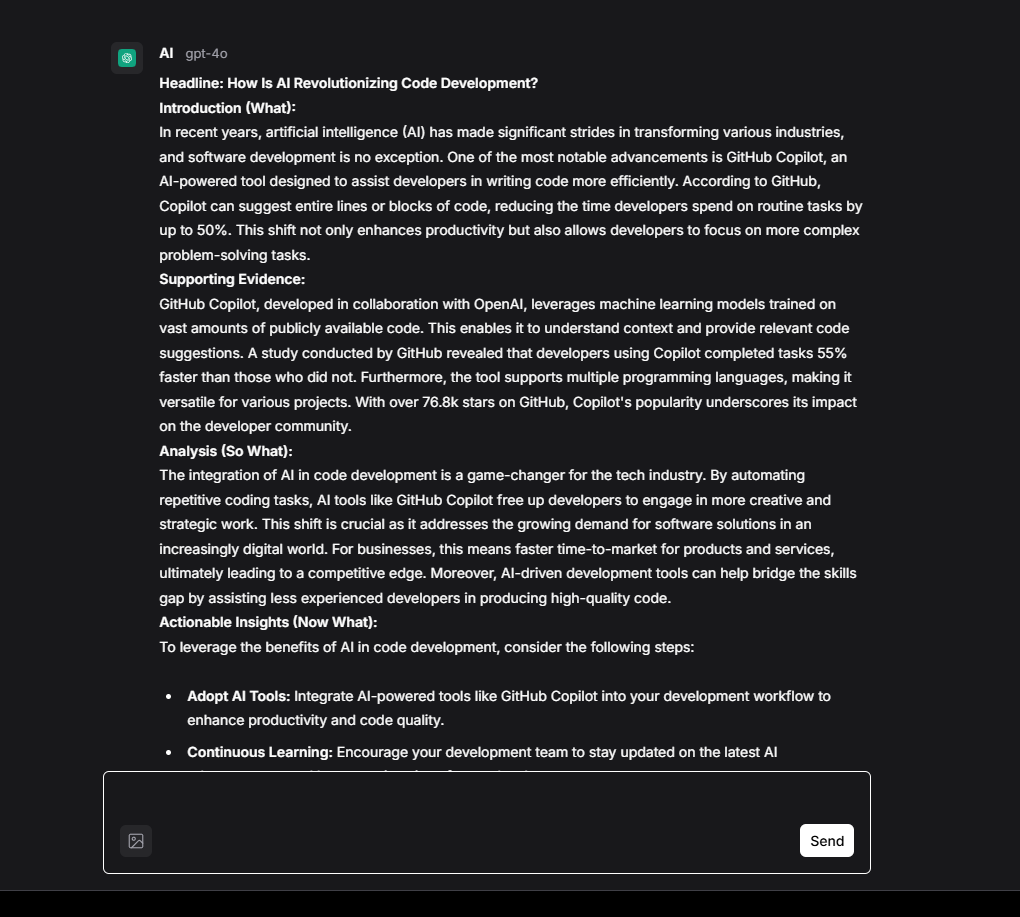 AI gpt-4o
Headline: How Is AI Revolutionizing Code Development?
Introduction (What):
In recent years, artificial intelligence (AI) has made significant strides in transforming various industries,
and software development is no exception. One of the most notable advancements is GitHub Copilot, an
AI-powered tool designed to assist developers in writing code more efficiently. According to GitHub,
Copilot can suggest entire lines or blocks of code, reducing the time developers spend on routine tasks by
up to 50%. This shift not only enhances productivity but also allows developers to focus on more complex
problem-solving tasks.
Supporting Evidence:
GitHub Copilot, developed in collaboration with OpenAI, leverages machine learning models trained on
vast amounts of publicly available code. This enables it to understand context and provide relevant code
suggestions. A study conducted by GitHub revealed that developers using Copilot completed tasks 55%
faster than those who did not. Furthermore, the tool supports multiple programming languages, making it
versatile for various projects. With over 76.8k stars on GitHub, Copilot's popularity underscores its impact
on the developer community.
Analysis (So What):
The integration of AI in code development is a game-changer for the tech industry. By automating
repetitive coding tasks, AI tools like GitHub Copilot free up developers to engage in more creative and
strategic work. This shift is crucial as it addresses the growing demand for software solutions in an
increasingly digital world. For businesses, this means faster time-to-market for products and services,
ultimately leading to a competitive edge. Moreover, AI-driven development tools can help bridge the skills
gap by assisting less experienced developers in producing high-quality code.
Actionable Insights (Now What):
To leverage the benefits of AI in code development, consider the following steps:
• Adopt AI Tools: Integrate AI-powered tools like GitHub Copilot into your development workflow to
enhance productivity and code quality.
• Continuous Learning: Encourage your development team to stay updated on the latest AI
Send